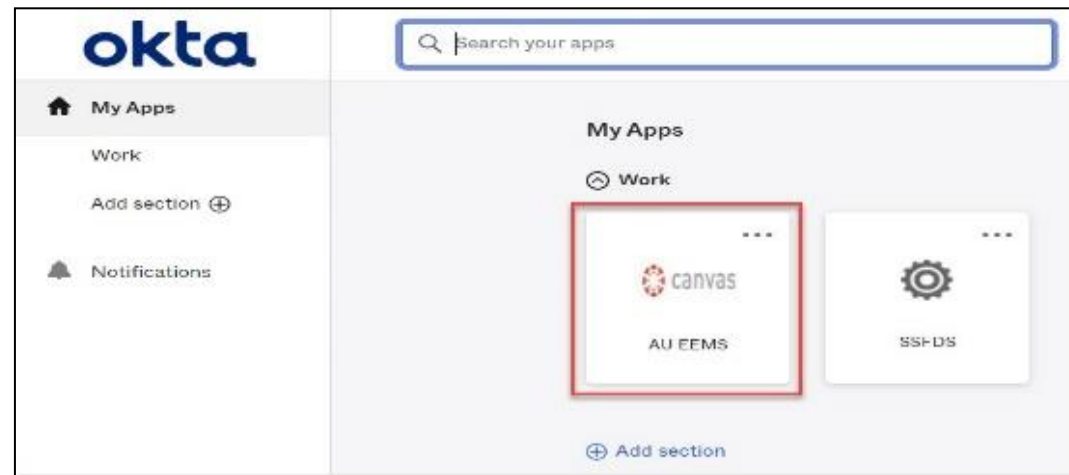 okta
Search your apps
My Apps
Work
Add section
Notifications
My Apps
Work
canvas
AU EEMS
SSFDS
Add section